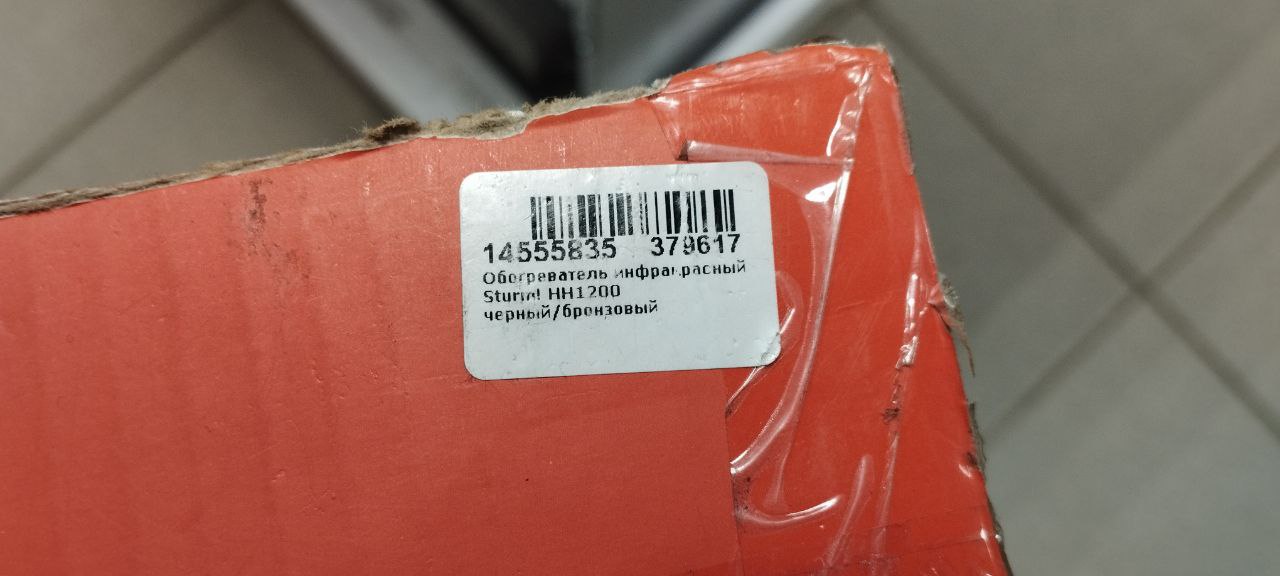 14555835 379617
Обогреватель инфракрасный
Sturm! HH1200
черный/бронзовый